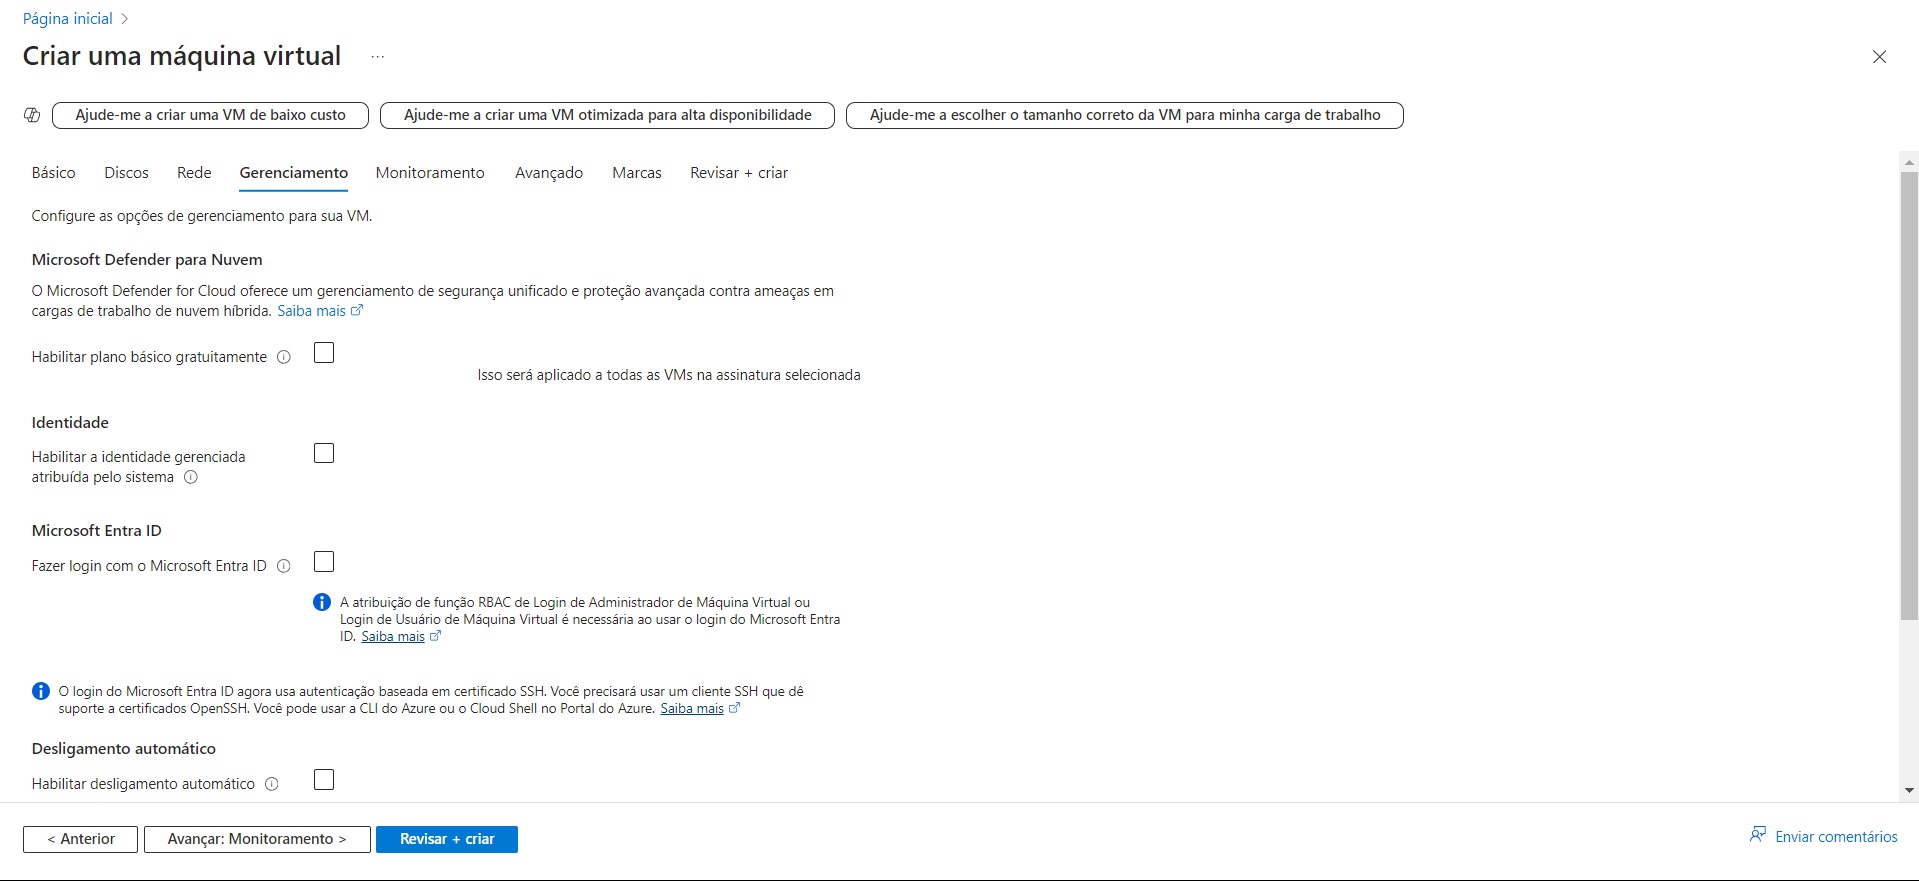 Página inicial
Criar uma máquina virtual
Ajude-me a criar uma VM de baixo custo
Ajude-me a criar uma VM otimizada para alta disponibilidade
Ajude-me a escolher o tamanho correto da VM para minha carga de trabalho
Básico
Discos
Rede
Gerenciamento
Monitoramento
Avançado
Marcas
Revisar + criar
Configure as opções de gerenciamento para sua VM.
Microsoft Defender para Nuvem
O Microsoft Defender for Cloud oferece um gerenciamento de segurança unificado e proteção avançada contra ameaças em
cargas de trabalho de nuvem híbrida. Saiba mais
Habilitar plano básico gratuitamente
Isso será aplicado a todas as VMs na assinatura selecionada
Identidade
Habilitar a identidade gerenciada
atribuída pelo sistema
Microsoft Entra ID
Fazer login com o Microsoft Entra ID
A atribuição de função RBAC de Login de Administrador de Máquina Virtual ou
Login de Usuário de Máquina Virtual é necessária ao usar o login do Microsoft Entra
ID. Saiba mais
O login do Microsoft Entra ID agora usa autenticação baseada em certificado SSH. Você precisará usar um cliente SSH que dê
suporte a certificados OpenSSH. Você pode usar a CLI do Azure ou o Cloud Shell no Portal do Azure. Saiba mais
Desligamento automático
Habilitar desligamento automático
< Anterior
Avançar: Monitoramento >
Revisar + criar
Enviar comentários